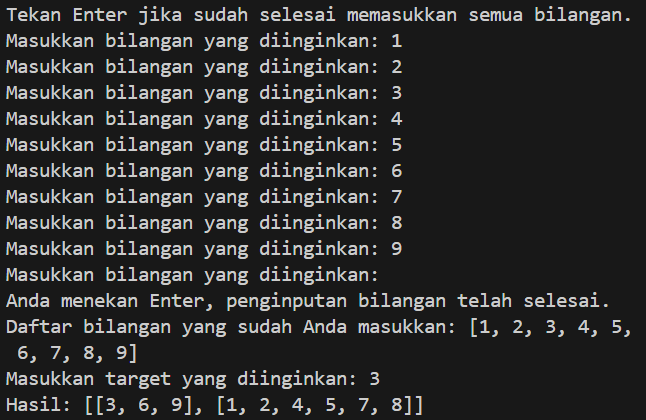 Tekan Enter jika sudah selesai memasukkan semua bilangan.
Masukkan bilangan yang diinginkan: 1
Masukkan bilangan yang diinginkan: 2
Masukkan bilangan yang diinginkan: 3
Masukkan bilangan yang diinginkan: 4
Masukkan bilangan yang diinginkan: 5
Masukkan bilangan yang diinginkan: 6
Masukkan bilangan yang diinginkan: 7
Masukkan bilangan yang diinginkan: 8
Masukkan bilangan yang diinginkan: 9
Masukkan bilangan yang diinginkan:
Anda menekan Enter, penginputan bilangan telah selesai.
Daftar bilangan yang sudah Anda masukkan: [1, 2, 3, 4, 5,
 6, 7, 8, 9]
Masukkan target yang diinginkan: 3
Hasil: [[3, 6, 9], [1, 2, 4, 5, 7, 8]]